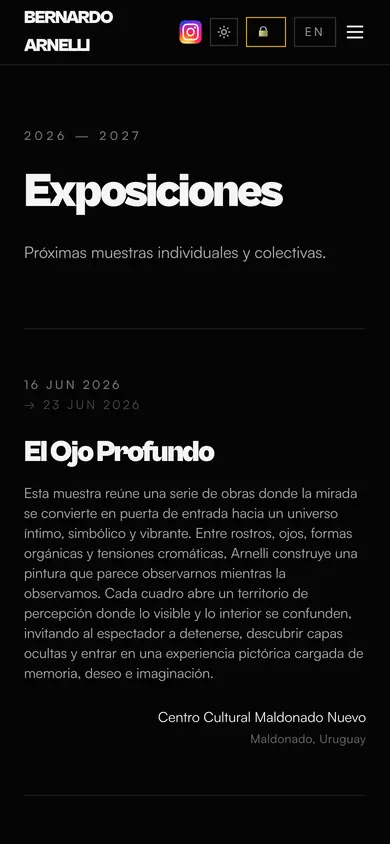 BERNARDO
ARNELLI
EN
2026 — 2027
Exposiciones
Próximas muestras individuales y colectivas.
16 JUN 2026
→ 23 JUN 2026
El Ojo Profundo
Esta muestra reúne una serie de obras donde la mirada
se convierte en puerta de entrada hacia un universo
íntimo, simbólico y vibrante. Entre rostros, ojos, formas
orgánicas y tensiones cromáticas, Arnelli construye una
pintura que parece observarnos mientras la
observamos. Cada cuadro abre un territorio de
percepción donde lo visible y lo interior se confunden,
invitando al espectador a detenerse, descubrir capas
ocultas y entrar en una experiencia pictórica cargada de
memoria, deseo e imaginación.
Centro Cultural Maldonado Nuevo
Maldonado, Uruguay